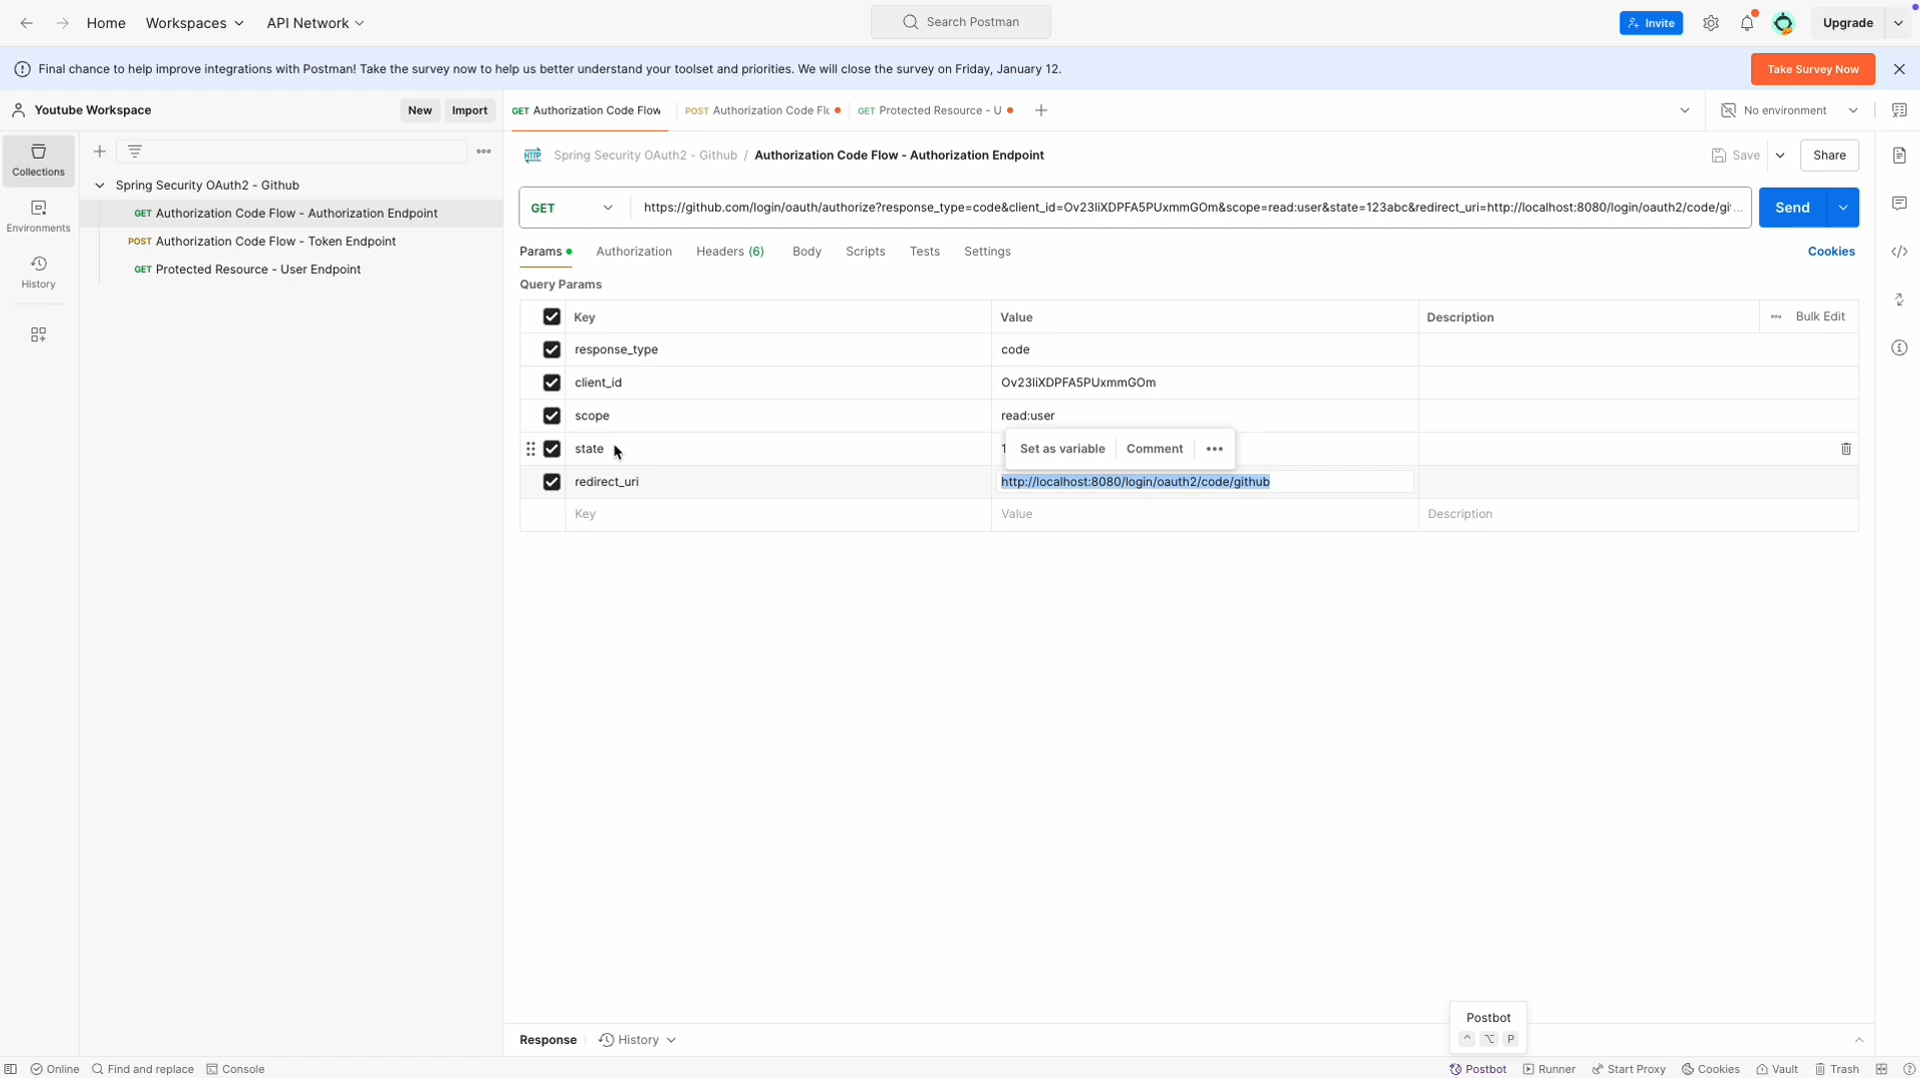 Home Workspaces API Network Search Postman Invite Upgrade
Final chance to help improve integrations with Postman! Take the survey now to help us better understand your toolset and priorities. We will close the survey on Friday, January 12. Take Survey Now
Youtube Workspace New Import
GET Authorization Code Flow POST Authorization Code Flo GET Protected Resource - U No environment
Collections
Environments
History
Spring Security OAuth2 - Github
GET Authorization Code Flow - Authorization Endpoint
POST Authorization Code Flow - Token Endpoint
GET Protected Resource - User Endpoint
HTTP Spring Security OAuth2 - Github / Authorization Code Flow - Authorization Endpoint Save Share
GET https://github.com/login/oauth/authorize?response_type=code&client_id=Ov23liXDPFA5PUxmmGOm&scope=read:user&state=123abc&redirect_uri=http://localhost:8080/login/oauth2/code/gi... Send
Params Authorization Headers (6) Body Scripts Tests Settings Cookies
Query Params
Key Value Description Bulk Edit
response_type code
client_id Ov23liXDPFA5PUxmmGOm
scope read:user
state 1 Set as variable Comment
redirect_uri http://localhost:8080/login/oauth2/code/github
Key Value Description
Postbot
^ ⌥ P
Response History
Online Find and replace Console Postbot Runner Start Proxy Cookies Vault Trash